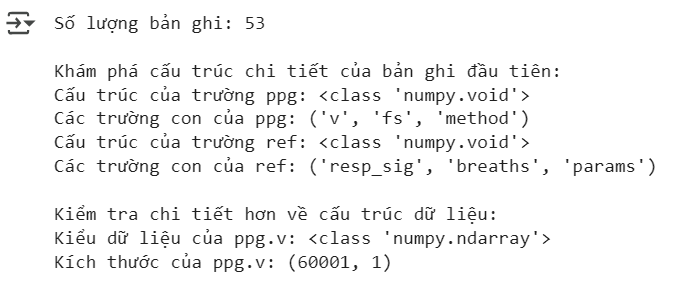 Số lượng bản ghi: 53
Khám phá cấu trúc chi tiết của bản ghi đầu tiên:
Cấu trúc của trường ppg: <class 'numpy.void'>
Các trường con của ppg: ('v', 'fs', 'method')
Cấu trúc của trường ref: <class 'numpy.void'>
Các trường con của ref: ('resp_sig', 'breaths', 'params')
Kiểm tra chi tiết hơn về cấu trúc dữ liệu:
Kiểu dữ liệu của ppg.v: <class 'numpy.ndarray'>
Kích thước của ppg.v: (60001, 1)